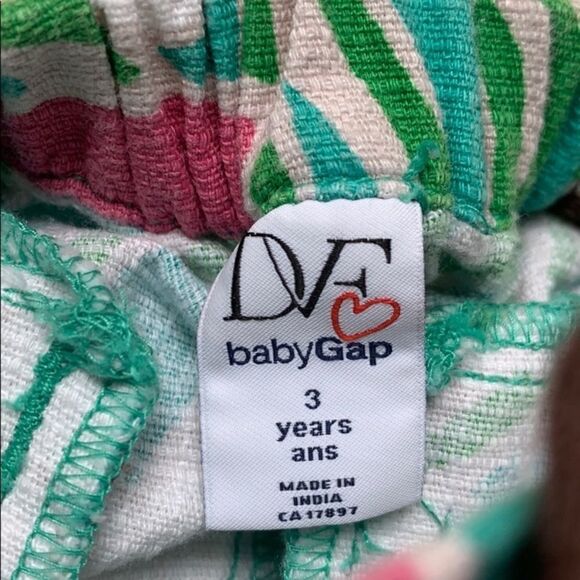 DVF
babyGap
3
years
ans
MADE IN
INDIA
CA 17897